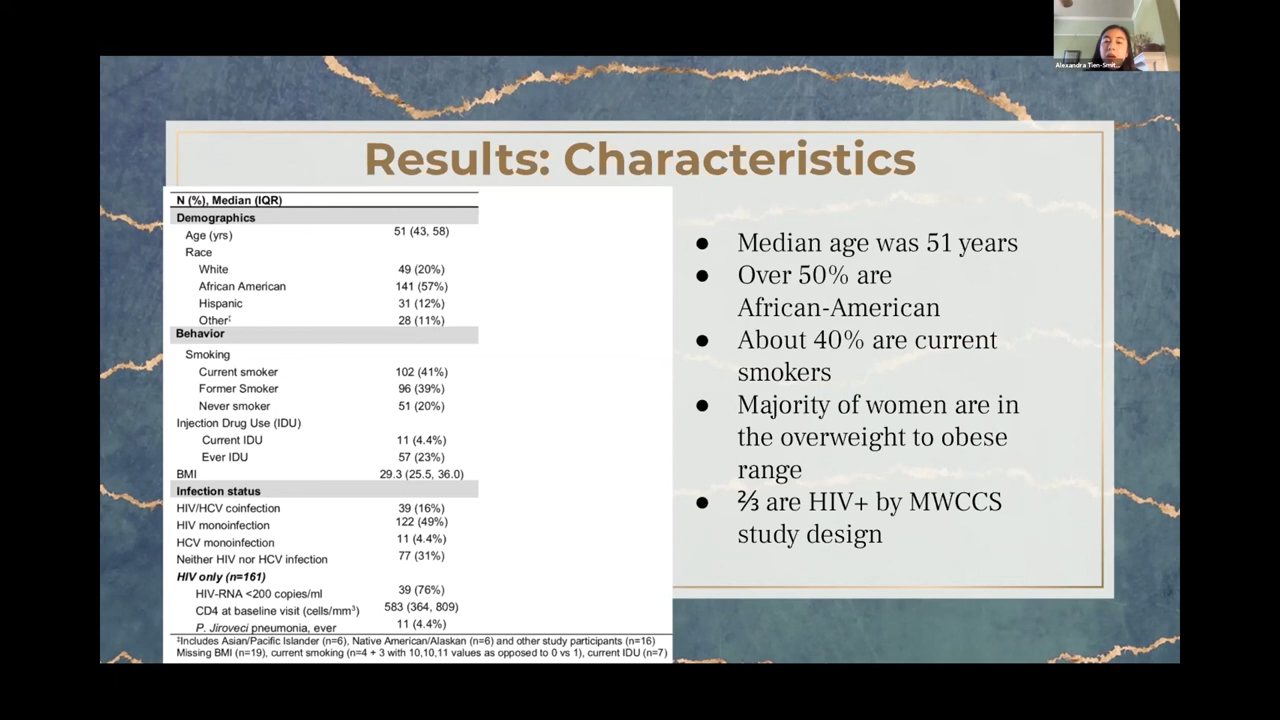 Alexandra Tien-Smit...
Results: Characteristics
N (%), Median (IQR)
Demographics
Age (yrs) 51 (43, 58)
Race
White 49 (20%)
African American 141 (57%)
Hispanic 31 (12%)
Other‡ 28 (11%)
Behavior
Smoking
Current smoker 102 (41%)
Former Smoker 96 (39%)
Never smoker 51 (20%)
Injection Drug Use (IDU)
Current IDU 11 (4.4%)
Ever IDU 57 (23%)
BMI 29.3 (25.5, 36.0)
Infection status
HIV/HCV coinfection 39 (16%)
HIV monoinfection 122 (49%)
HCV monoinfection 11 (4.4%)
Neither HIV nor HCV infection 77 (31%)
HIV only (n=161)
HIV-RNA <200 copies/ml 39 (76%)
CD4 at baseline visit (cells/mm³) 583 (364, 809)
P. Jiroveci pneumonia, ever 11 (4.4%)
‡Includes Asian/Pacific Islander (n=6), Native American/Alaskan (n=6) and other study participants (n=16)
Missing BMI (n=19), current smoking (n=4 + 3 with 10,10,11 values as opposed to 0 vs 1), current IDU (n=7)
● Median age was 51 years
● Over 50% are
African-American
● About 40% are current
smokers
● Majority of women are in
the overweight to obese
range
● ⅔ are HIV+ by MWCCS
study design